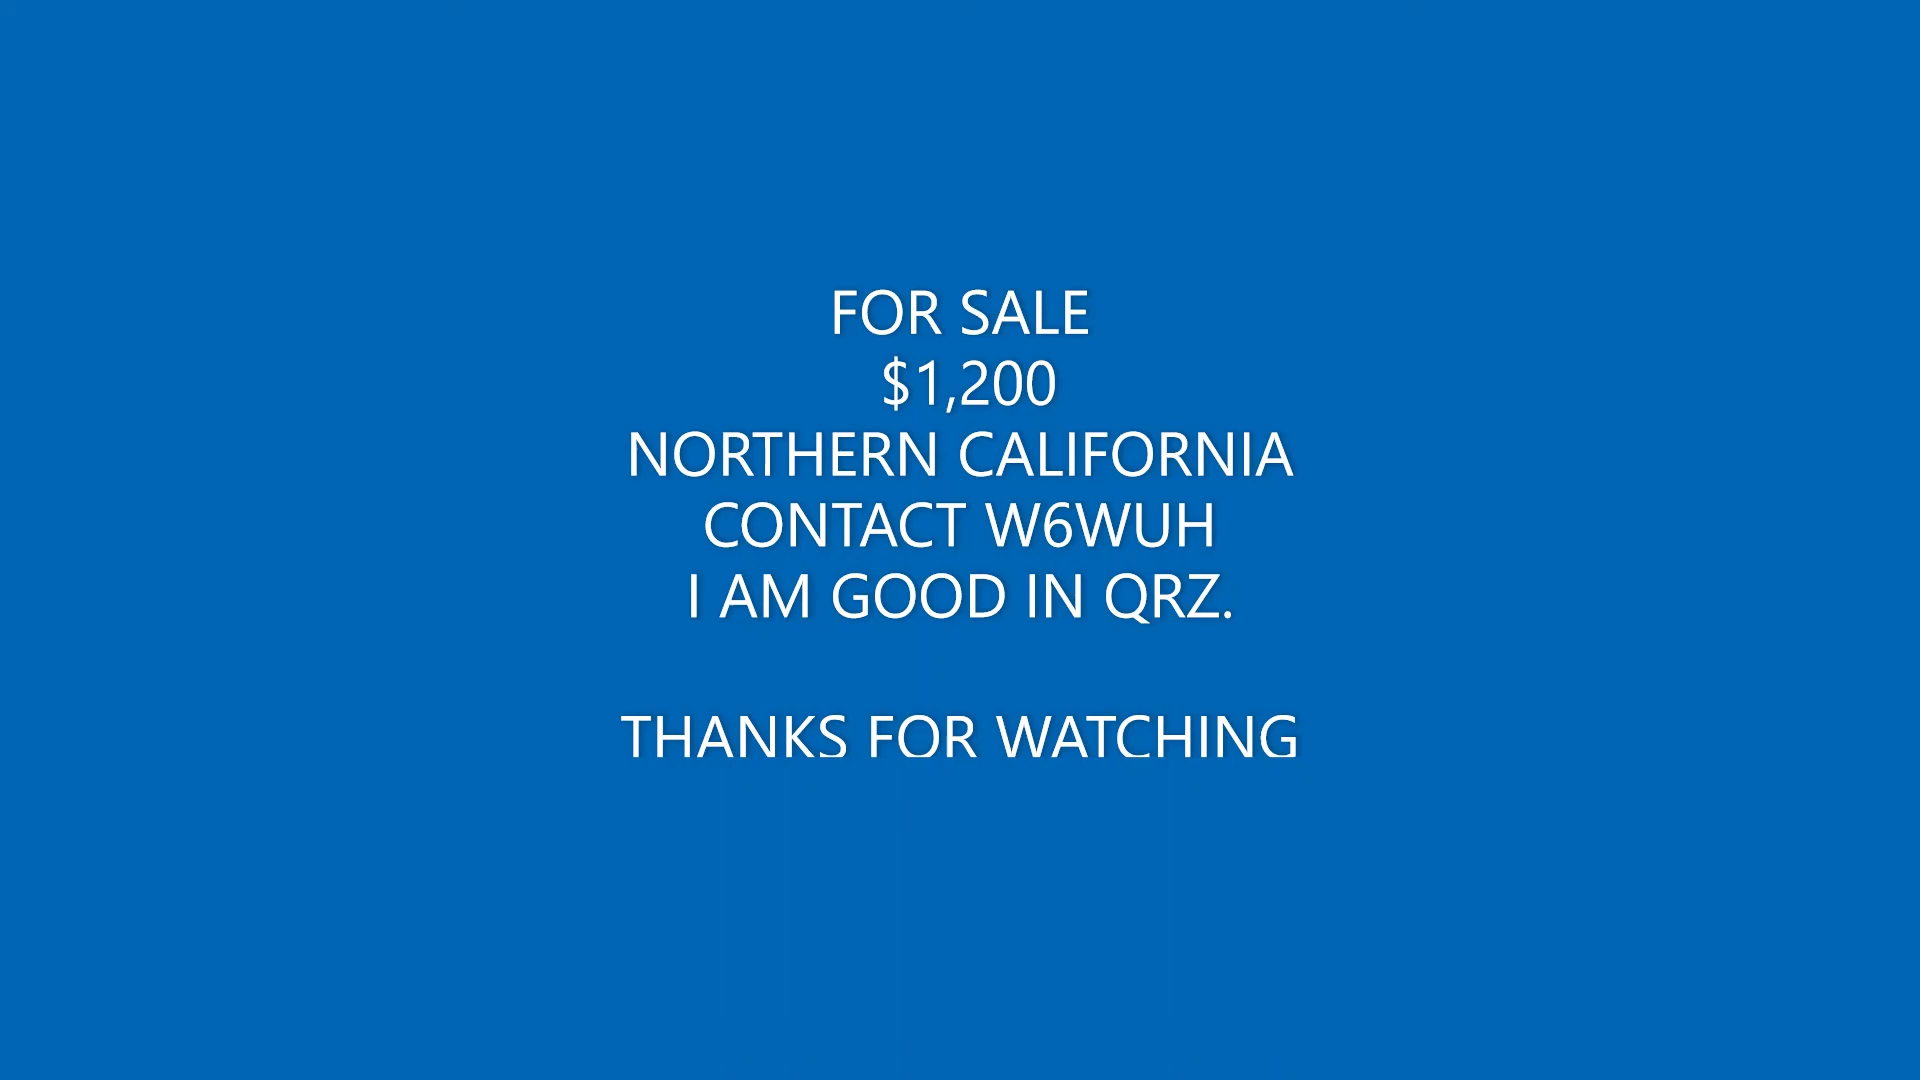 FOR SALE
$1,200
NORTHERN CALIFORNIA
CONTACT W6WUH
I AM GOOD IN QRZ.
THANKS FOR WATCHING